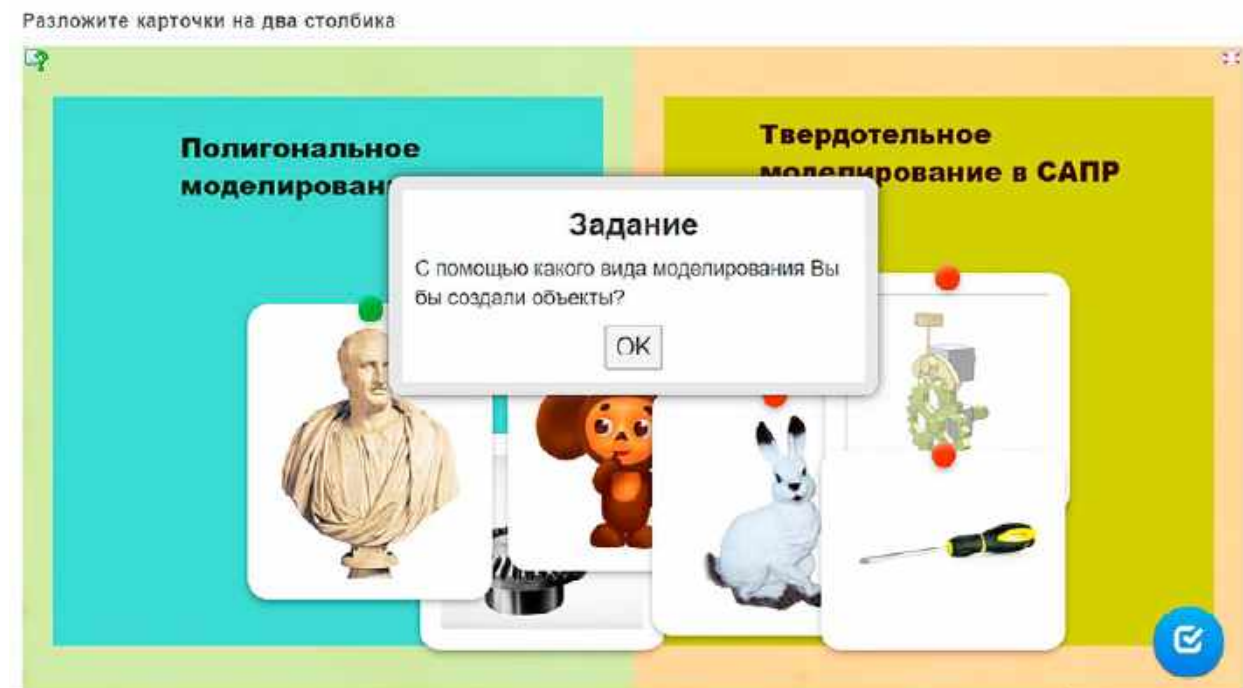 Разложите карточки на два столбика
Полигональное
моделирован
Твердотельное
моделирование в САПР
Задание
С помощью какого вида моделирования Вы
бы создали объекты?
OK